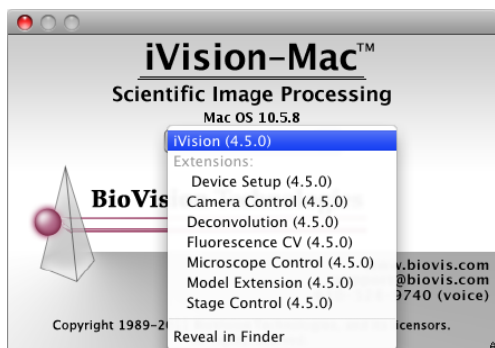 iVision-Mac™
Scientific Image Processing
Mac OS 10.5.8
iVision (4.5.0)
Extensions:
Device Setup (4.5.0)
Camera Control (4.5.0)
Deconvolution (4.5.0)
Fluorescence CV (4.5.0)
Microscope Control (4.5.0)
Model Extension (4.5.0)
Stage Control (4.5.0)
Reveal in Finder
BioVis
.biovis.com
@biovis.com
9740 (voice)
Copyright 1989-2